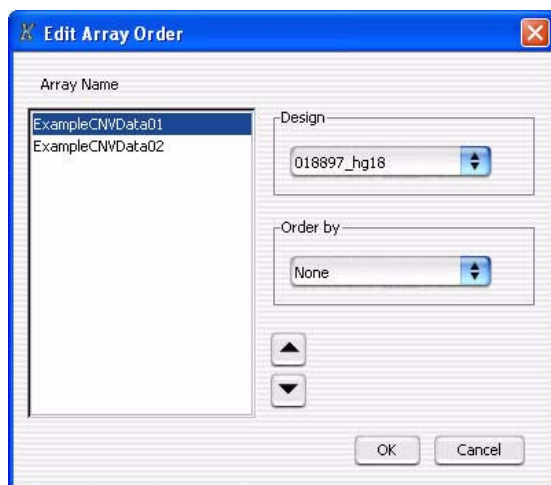 Edit Array Order
Array Name
ExampleCNVData01
ExampleCNVData02
Design
018897_hg18
Order by
None
OK
Cancel